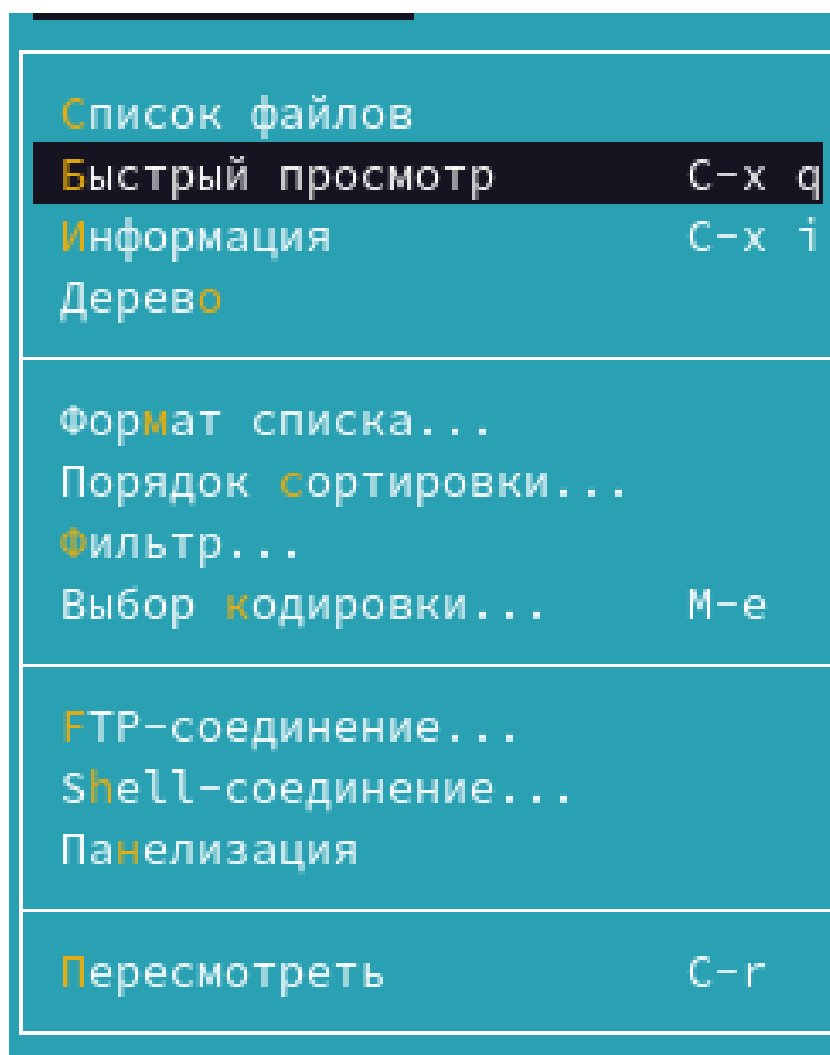 Список файлов
Быстрый просмотр C-x q
Информация C-x i
Дерево
Формат списка...
Порядок сортировки...
Фильтр...
Выбор кодировки... M-e
FTP-соединение...
Shell-соединение...
Панелизация
Пересмотреть C-r